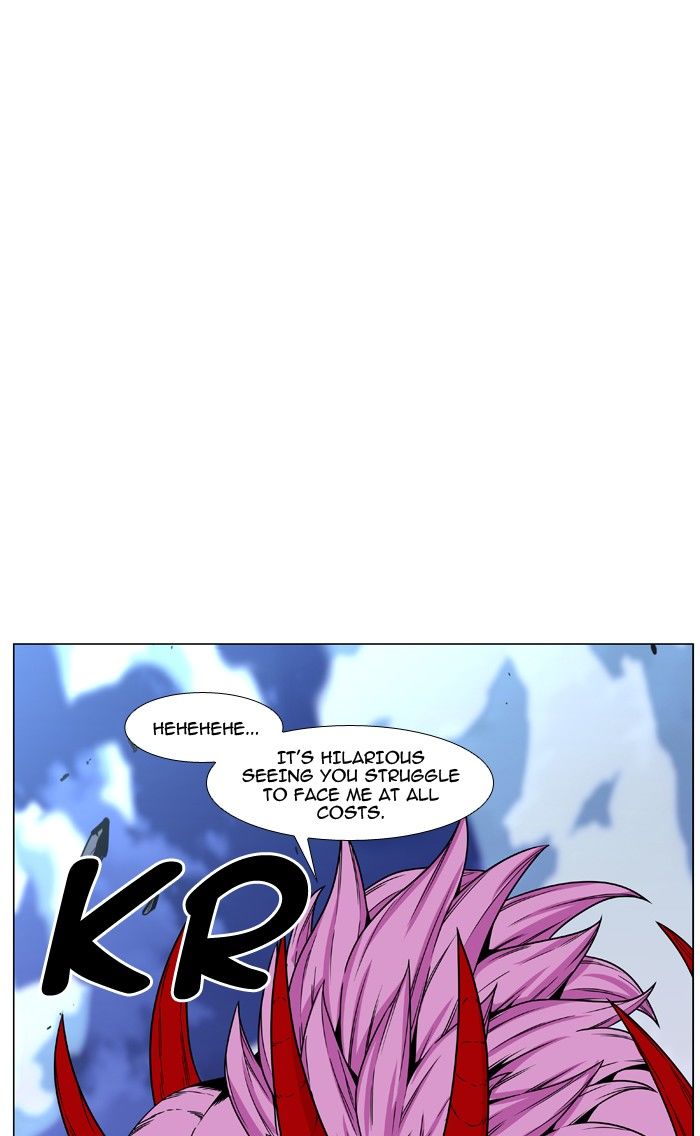 HEHEHEHE...
IT'S HILARIOUS
SEEING YOU STRUGGLE
TO FACE ME AT ALL
COSTS.
KR